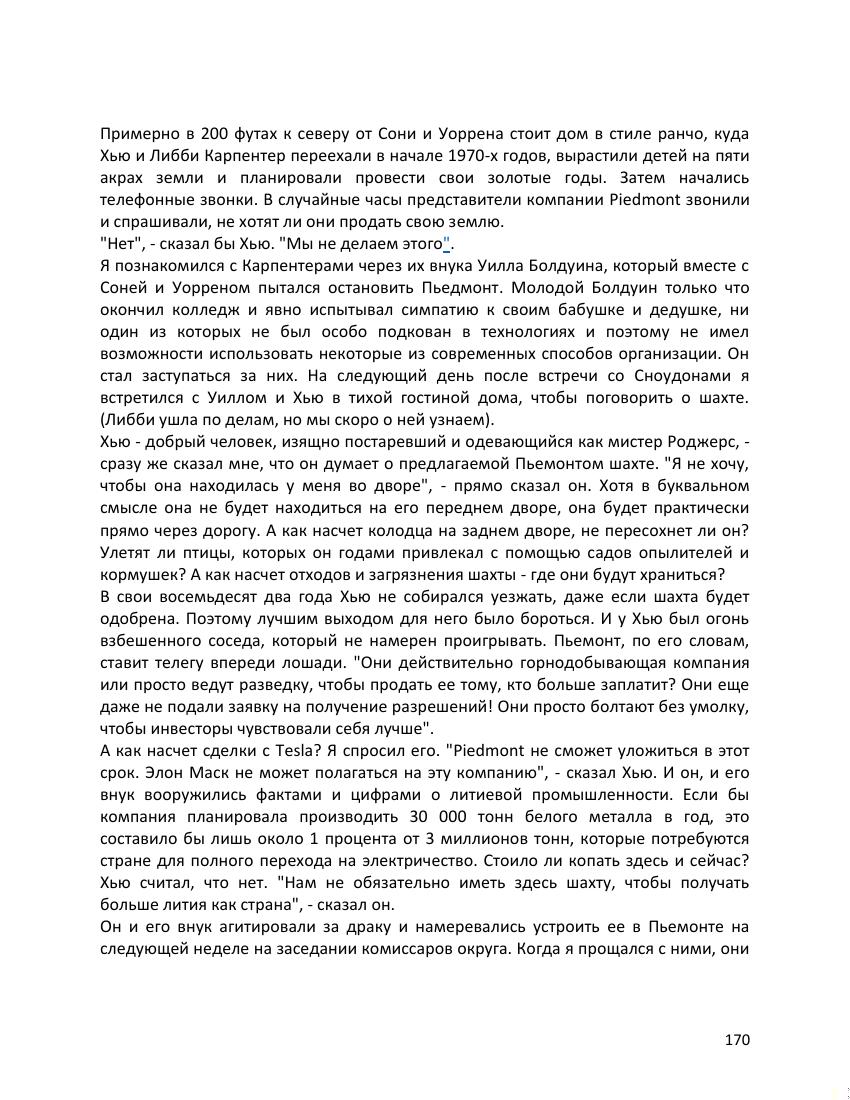 Примерно в 200 футах к северу от Сони и Уоррена стоит дом в стиле ранчо, куда
Хью и Либби Карпентер переехали в начале 1970-х годов, вырастили детей на пяти
акрах земли и планировали провести свои золотые годы. Затем начались
телефонные звонки. В случайные часы представители компании Piedmont звонили
и спрашивали, не хотят ли они продать свою землю.
"Нет", - сказал бы Хью. "Мы не делаем этого".
Я познакомился с Карпентерами через их внука Уилла Болдуина, который вместе с
Соней и Уорреном пытался остановить Пьедмонт. Молодой Болдуин только что
окончил колледж и явно испытывал симпатию к своим бабушке и дедушке, ни
один из которых не был особо подкован в технологиях и поэтому не имел
возможности использовать некоторые из современных способов организации. Он
стал заступаться за них. На следующий день после встречи со Сноудонами я
встретился с Уиллом и Хью в тихой гостиной дома, чтобы поговорить о шахте.
(Либби ушла по делам, но мы скоро о ней узнаем).
Хью - добрый человек, изящно постаревший и одевающийся как мистер Роджерс, -
сразу же сказал мне, что он думает о предлагаемой Пьемонтом шахте. "Я не хочу,
чтобы она находилась у меня во дворе", - прямо сказал он. Хотя в буквальном
смысле она не будет находиться на его переднем дворе, она будет практически
прямо через дорогу. А как насчет колодца на заднем дворе, не пересохнет ли он?
Улетят ли птицы, которых он годами привлекал с помощью садов опылителей и
кормушек? А как насчет отходов и загрязнения шахты - где они будут храниться?
В свои восемьдесят два года Хью не собирался уезжать, даже если шахта будет
одобрена. Поэтому лучшим выходом для него было бороться. И у Хью был огонь
взбешенного соседа, который не намерен проигрывать. Пьемонт, по его словам,
ставит телегу впереди лошади. "Они действительно горнодобывающая компания
или просто ведут разведку, чтобы продать ее тому, кто больше заплатит? Они еще
даже не подали заявку на получение разрешений! Они просто болтают без умолку,
чтобы инвесторы чувствовали себя лучше".
А как насчет сделки с Tesla? Я спросил его. "Piedmont не сможет уложиться в этот
срок. Элон Маск не может полагаться на эту компанию", - сказал Хью. И он, и его
внук вооружились фактами и цифрами о литиевой промышленности. Если бы
компания планировала производить 30 000 тонн белого металла в год, это
составило бы лишь около 1 процента от 3 миллионов тонн, которые потребуются
стране для полного перехода на электричество. Стоило ли копать здесь и сейчас?
Хью считал, что нет. "Нам не обязательно иметь здесь шахту, чтобы получать
больше лития как страна", - сказал он.
Он и его внук агитировали за драку и намеревались устроить ее в Пьемонте на
следующей неделе на заседании комиссаров округа. Когда я прощался с ними, они
170